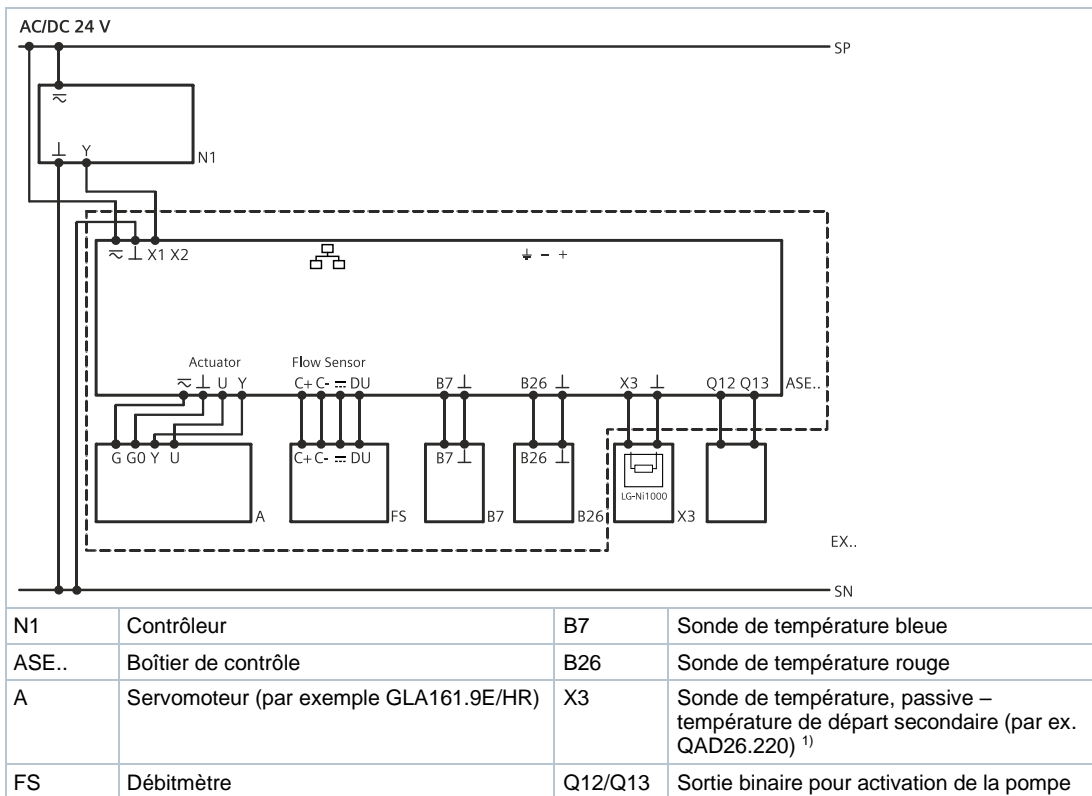 AC/DC 24 V
SP
⊥ Y
N1
⊥ X1 X2
⏚ - +
Actuator Flow Sensor
⊥ U Y C+ C- ⎓ DU B7 ⊥ B26 ⊥ X3 ⊥ Q12 Q13 ASE..
G G0 Y U C+ C- ⎓ DU B7 ⊥ B26 ⊥
LG-Ni1000
A FS B7 B26 X3
EX..
SN
N1 Contrôleur B7 Sonde de température bleue
ASE.. Boîtier de contrôle B26 Sonde de température rouge
A Servomoteur (par exemple GLA161.9E/HR) X3 Sonde de température, passive –
température de départ secondaire (par ex.
QAD26.220) 1)
FS Débitmètre Q12/Q13 Sortie binaire pour activation de la pompe